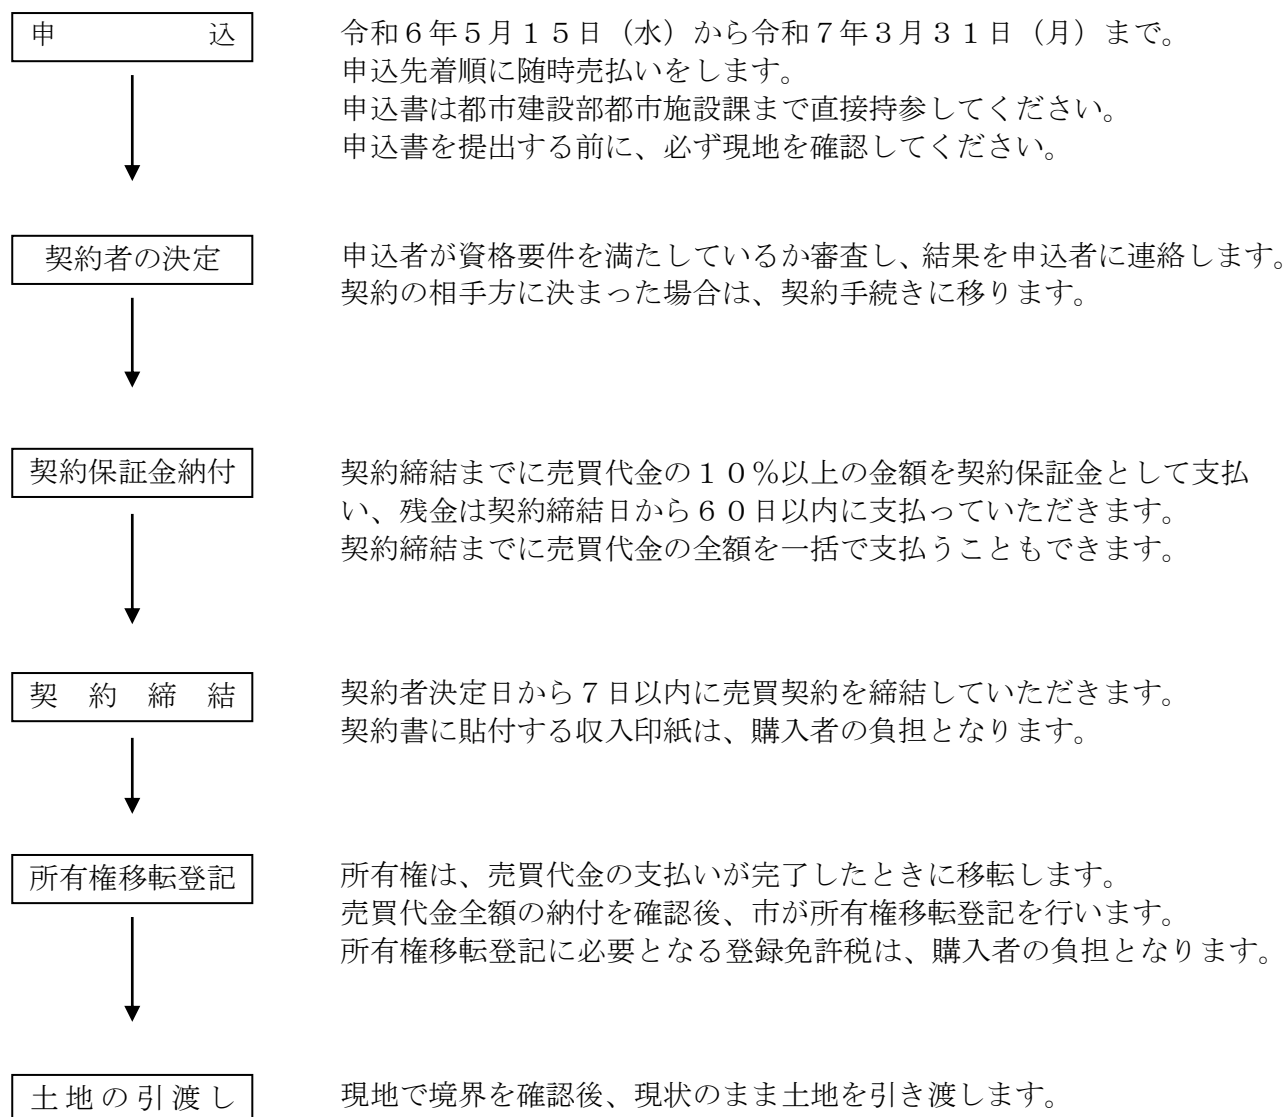 申　　　　　込
令和６年５月１５日（水）から令和７年３月３１日（月）まで。
申込先着順に随時売払いをします。
申込書は都市建設部都市施設課まで直接持参してください。
申込書を提出する前に、必ず現地を確認してください。
契約者の決定
申込者が資格要件を満たしているか審査し、結果を申込者に連絡します。
契約の相手方に決まった場合は、契約手続きに移ります。
契約保証金納付
契約締結までに売買代金の１０％以上の金額を契約保証金として支払
い、残金は契約締結日から６０日以内に支払っていただきます。
契約締結までに売買代金の全額を一括で支払うこともできます。
契　約　締　結
契約者決定日から７日以内に売買契約を締結していただきます。
契約書に貼付する収入印紙は、購入者の負担となります。
所有権移転登記
所有権は、売買代金の支払いが完了したときに移転します。
売買代金全額の納付を確認後、市が所有権移転登記を行います。
所有権移転登記に必要となる登録免許税は、購入者の負担となります。
土地の引渡し
現地で境界を確認後、現状のまま土地を引き渡します。